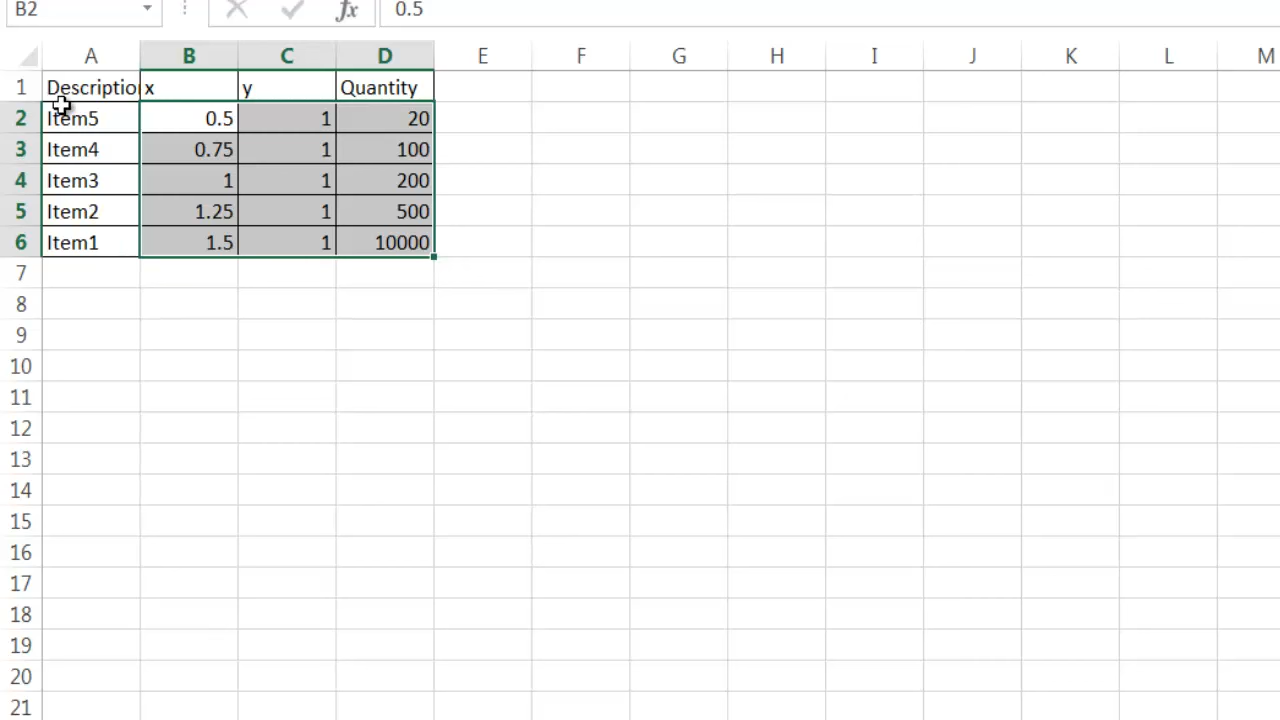 B2 fx 0.5
A B C D E F G H I J K L M
1 Descriptio x y Quantity
2 Item5 0.5 1 20
3 Item4 0.75 1 100
4 Item3 1 1 200
5 Item2 1.25 1 500
6 Item1 1.5 1 10000
7
8
9
10
11
12
13
14
15
16
17
18
19
20
21